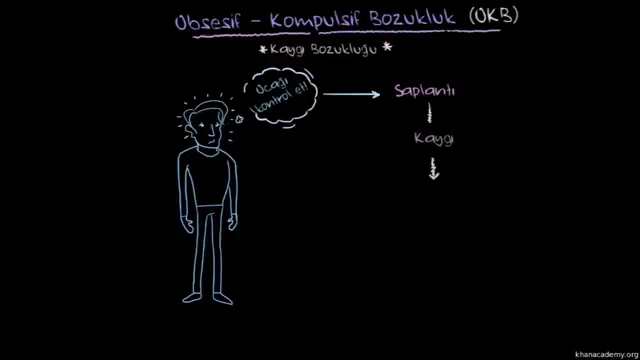 Obsesif - Kompulsif Bozukluk (OKB)
* Kaygı Bozukluğu *
Ocağı
kontrol et!
Saplantı
Kaygı
khanacademy.org